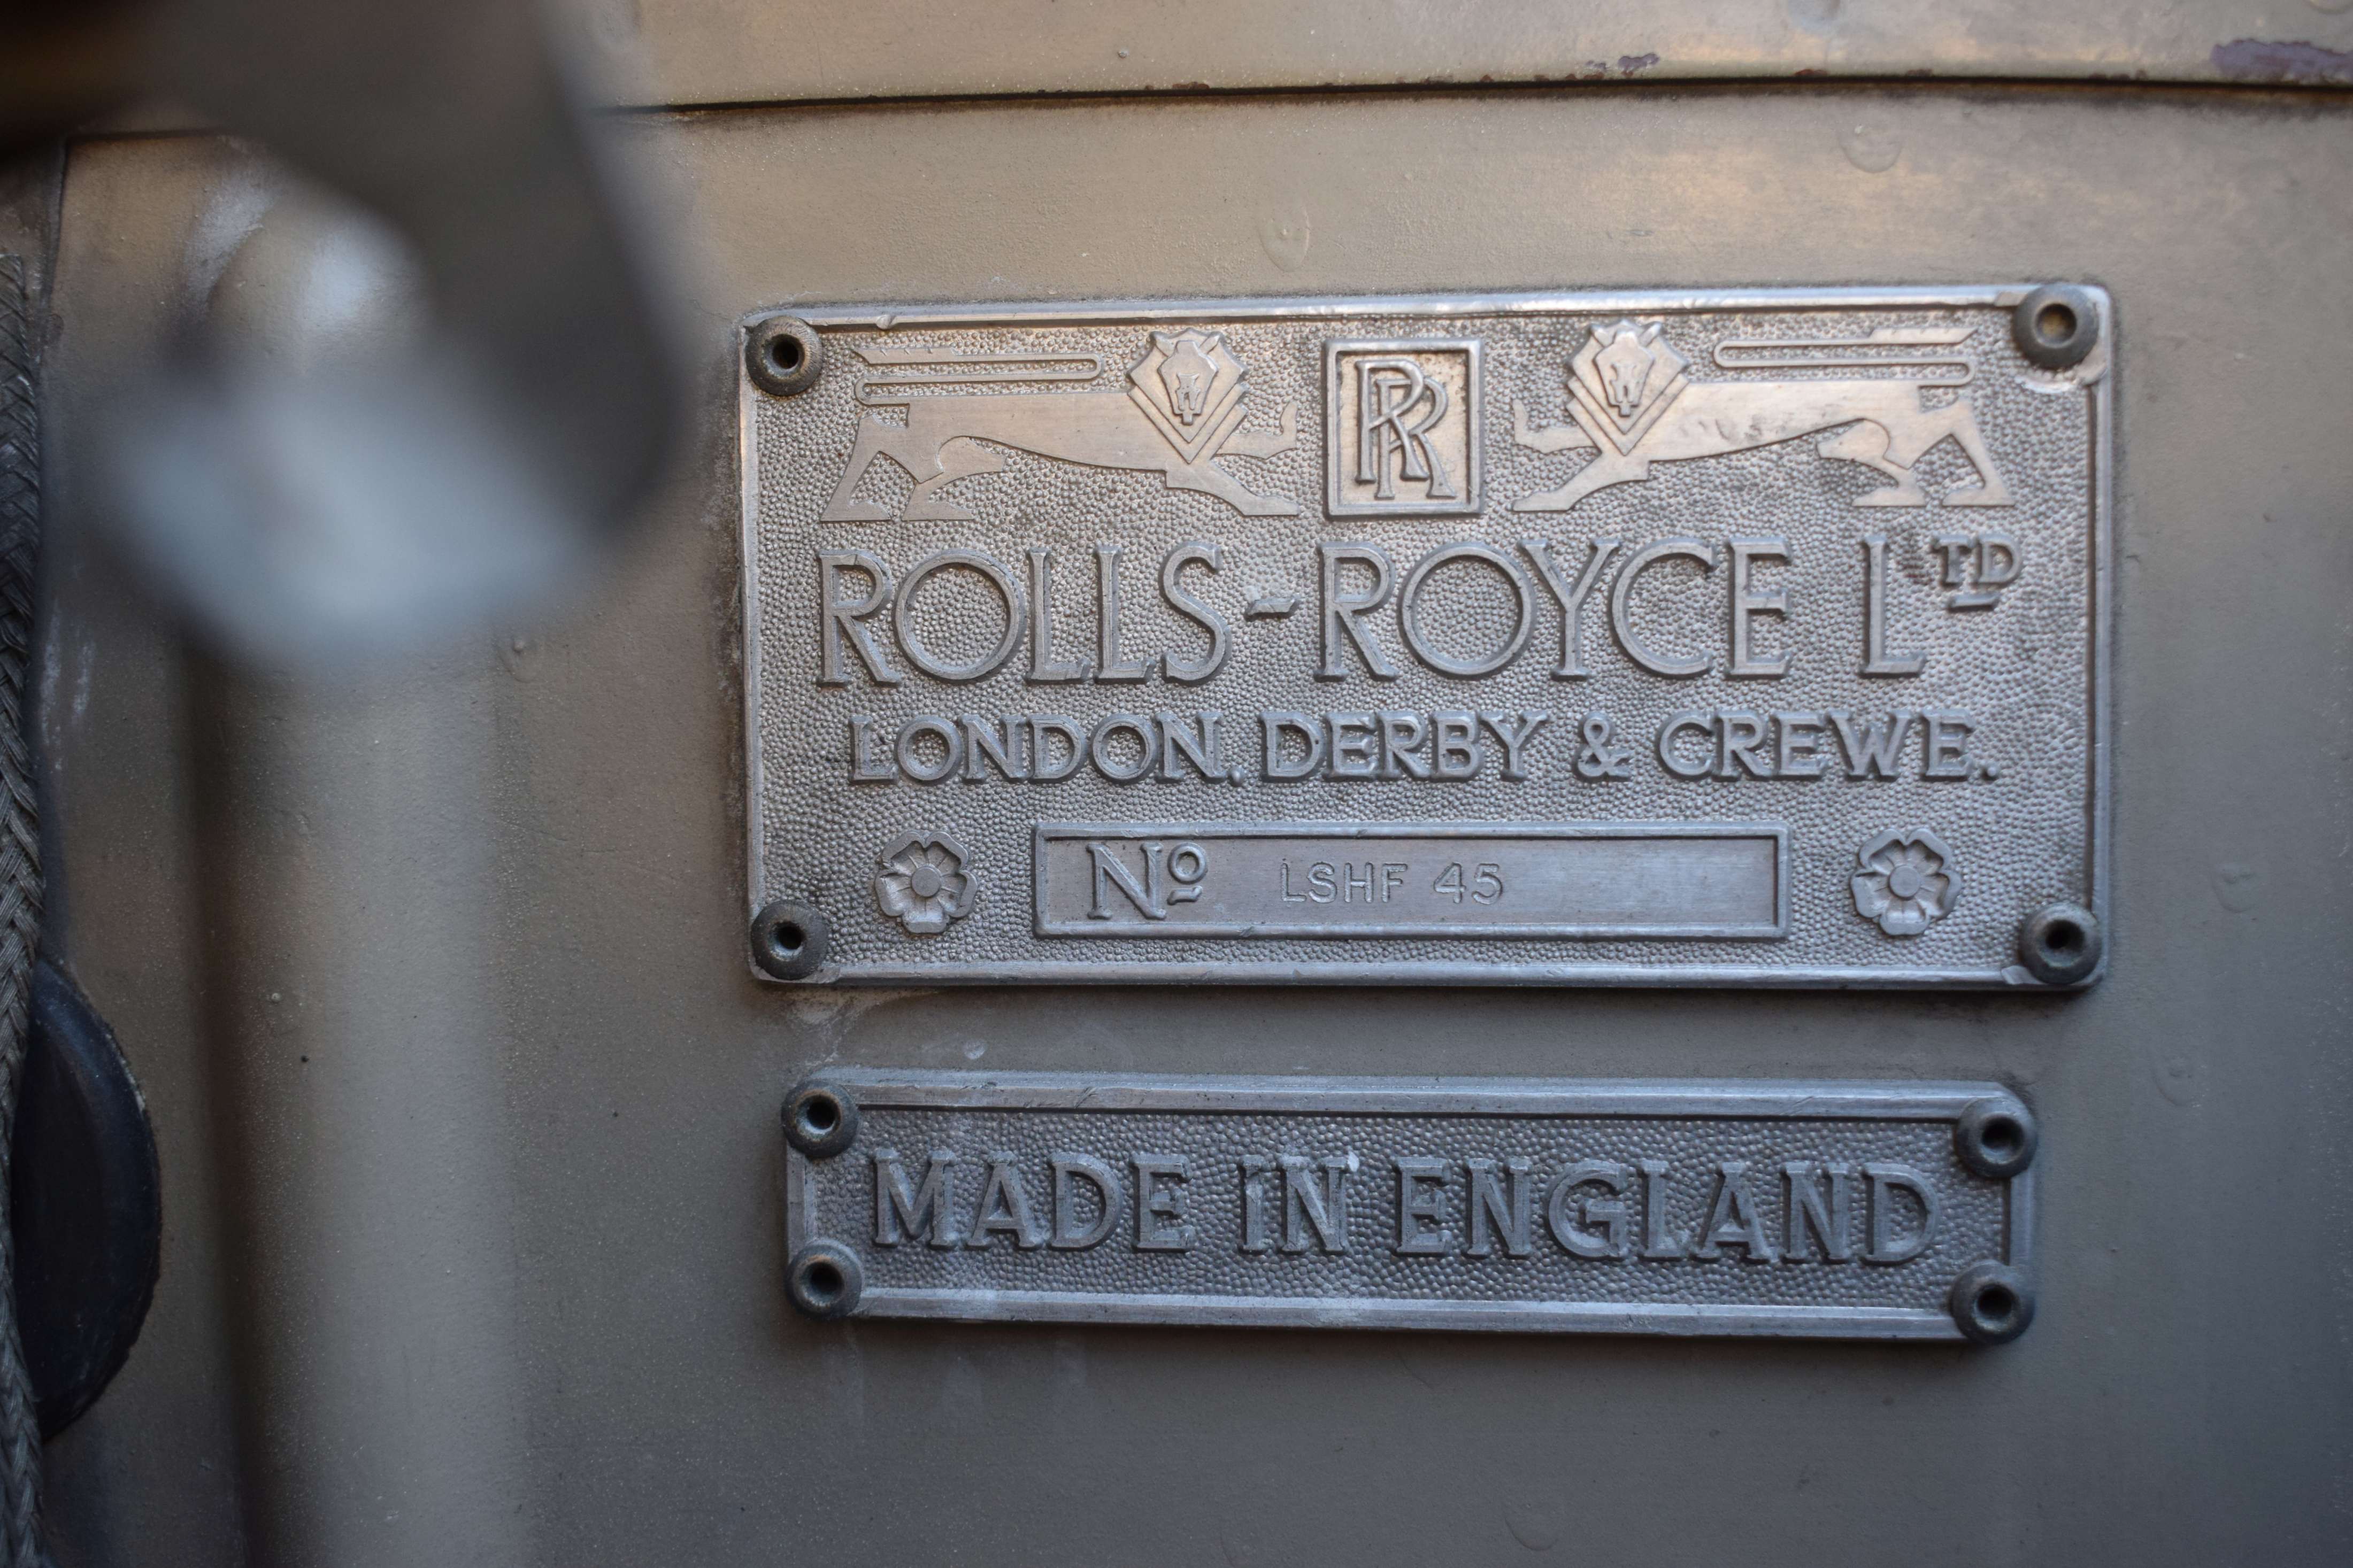 RR
ROLLS-ROYCE LTD
LONDON, DERBY & CREWE.
Nº LSHF 45
MADE IN ENGLAND